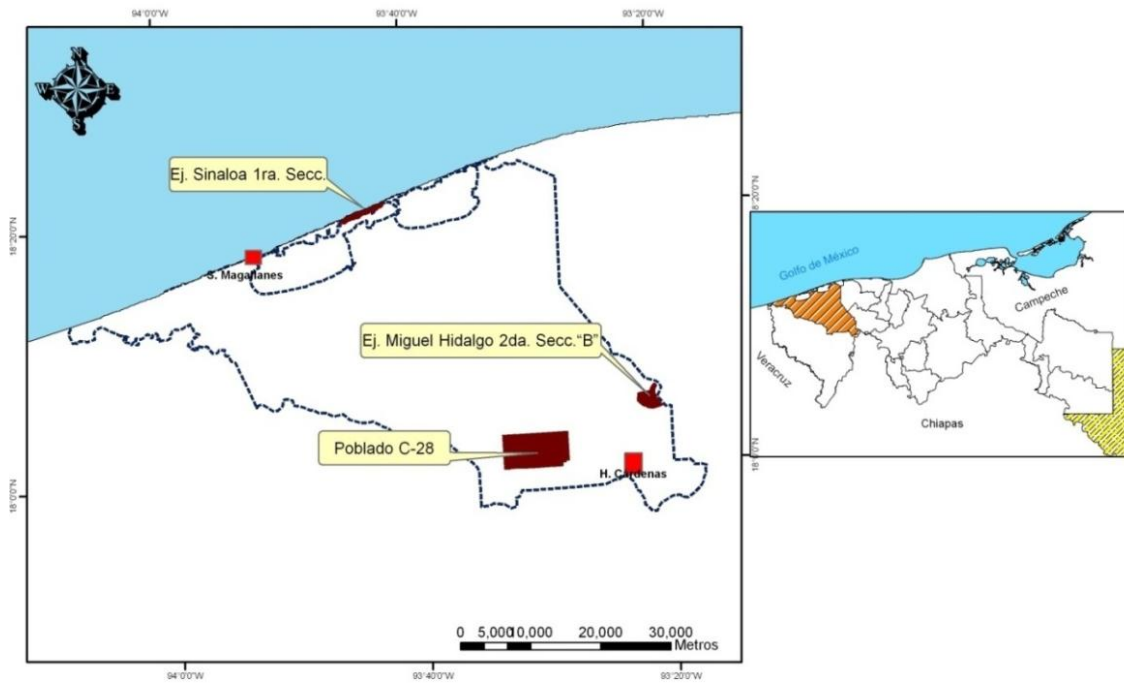 94°0'0"W
93°40'0"W
93°20'0"W
N
W
E
S
Ej. Sinaloa 1ra. Secc.
18°20'0"N
18°20'0"N
S. Magallanes
Golfo de México
Campeche
Ej. Miguel Hidalgo 2da. Secc."B"
Veracruz
Chiapas
Poblado C-28
H. Cárdenas
18°0'0"N
18°0'0"N
0 5,000 10,000 20,000 30,000
Metros
94°0'0"W
93°40'0"W
93°20'0"W